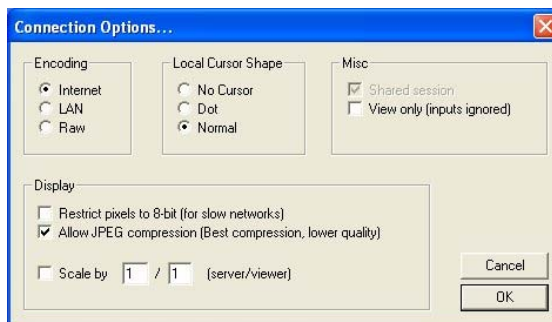 Connection Options...
Encoding
Internet
LAN
Raw
Local Cursor Shape
No Cursor
Dot
Normal
Misc
Shared session
View only (inputs ignored)
Display
Restrict pixels to 8-bit (for slow networks)
Allow JPEG compression (Best compression, lower quality)
Scale by 1 / 1 (server/viewer)
Cancel
OK